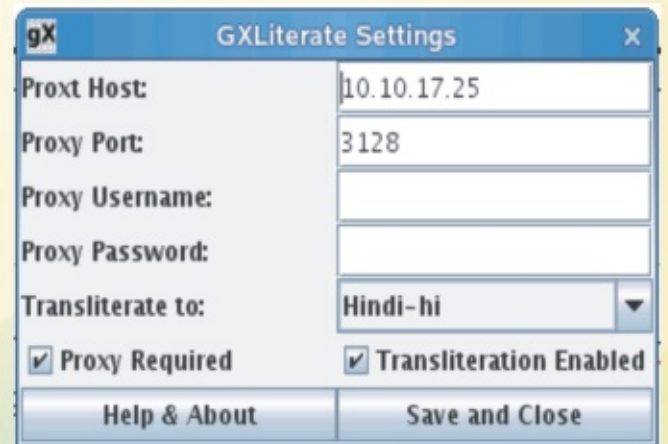 gX GXLiterate Settings ×
Proxt Host: 10.10.17.25
Proxy Port: 3128
Proxy Username:
Proxy Password:
Transliterate to: Hindi-hi
Proxy Required Transliteration Enabled
Help & About Save and Close